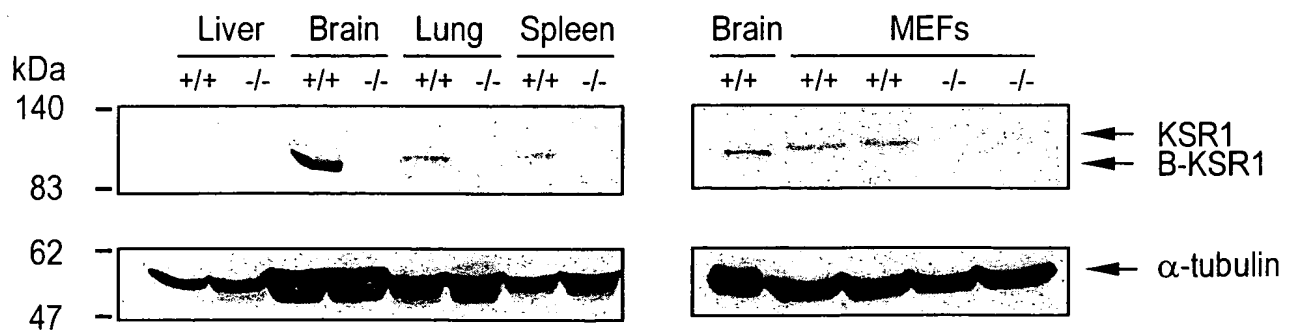 Liver Brain Lung Spleen Brain MEFs
kDa +/+ -/- +/+ -/- +/+ -/- +/+ -/- +/+ +/+ +/+ -/- -/-
140
KSR1
B-KSR1
83
62
α-tubulin
47